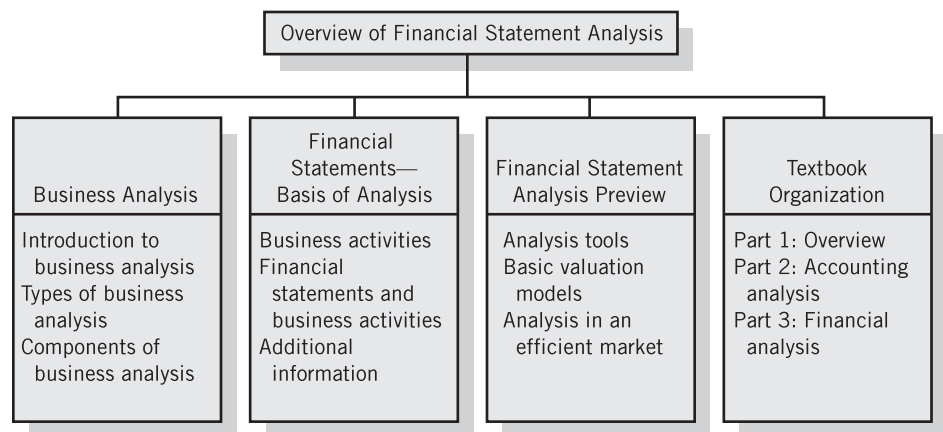 Overview of Financial Statement Analysis
Business Analysis
Introduction to
business analysis
Types of business
analysis
Components of
business analysis
Financial
Statements—
Basis of Analysis
Business activities
Financial
statements and
business activities
Additional
information
Financial Statement
Analysis Preview
Analysis tools
Basic valuation
models
Analysis in an
efficient market
Textbook
Organization
Part 1: Overview
Part 2: Accounting
analysis
Part 3: Financial
analysis